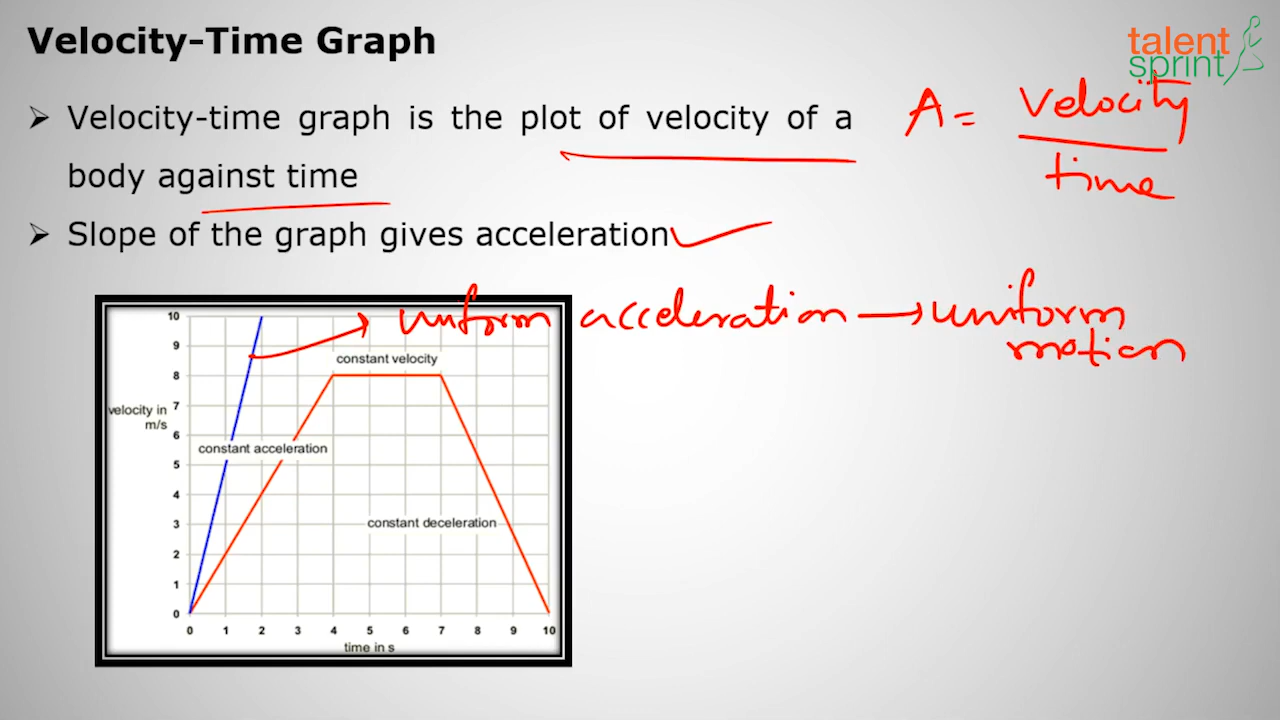 Velocity-Time Graph
talent
sprint
➢ Velocity-time graph is the plot of velocity of a
body against time
➢ Slope of the graph gives acceleration
A = velocity
time
uniform acceleration → uniform
motion
10
9
8
7
6
5
4
3
2
1
0
velocity in
m/s
constant velocity
constant acceleration
constant deceleration
0 1 2 3 4 5 6 7 8 9 10
time in s